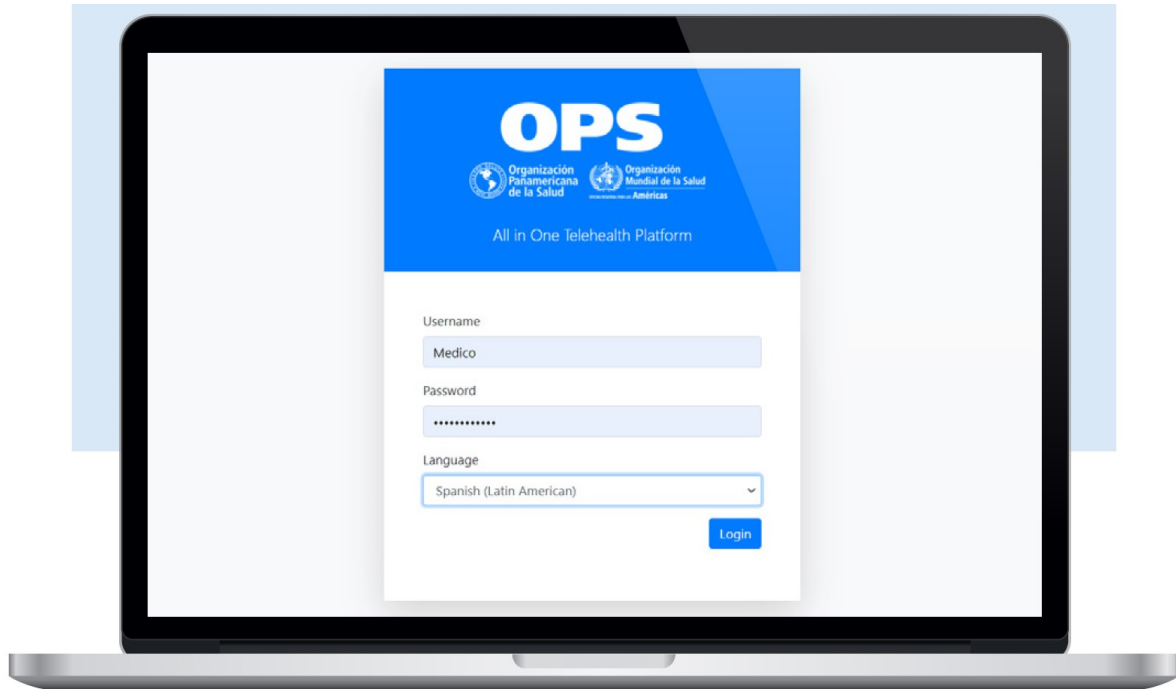 OPS
Organización
Panamericana
de la Salud
Organización
Mundial de la Salud
Américas
All in One Telehealth Platform
Username
Medico
Password
••••••••••••
Language
Spanish (Latin American)
Login